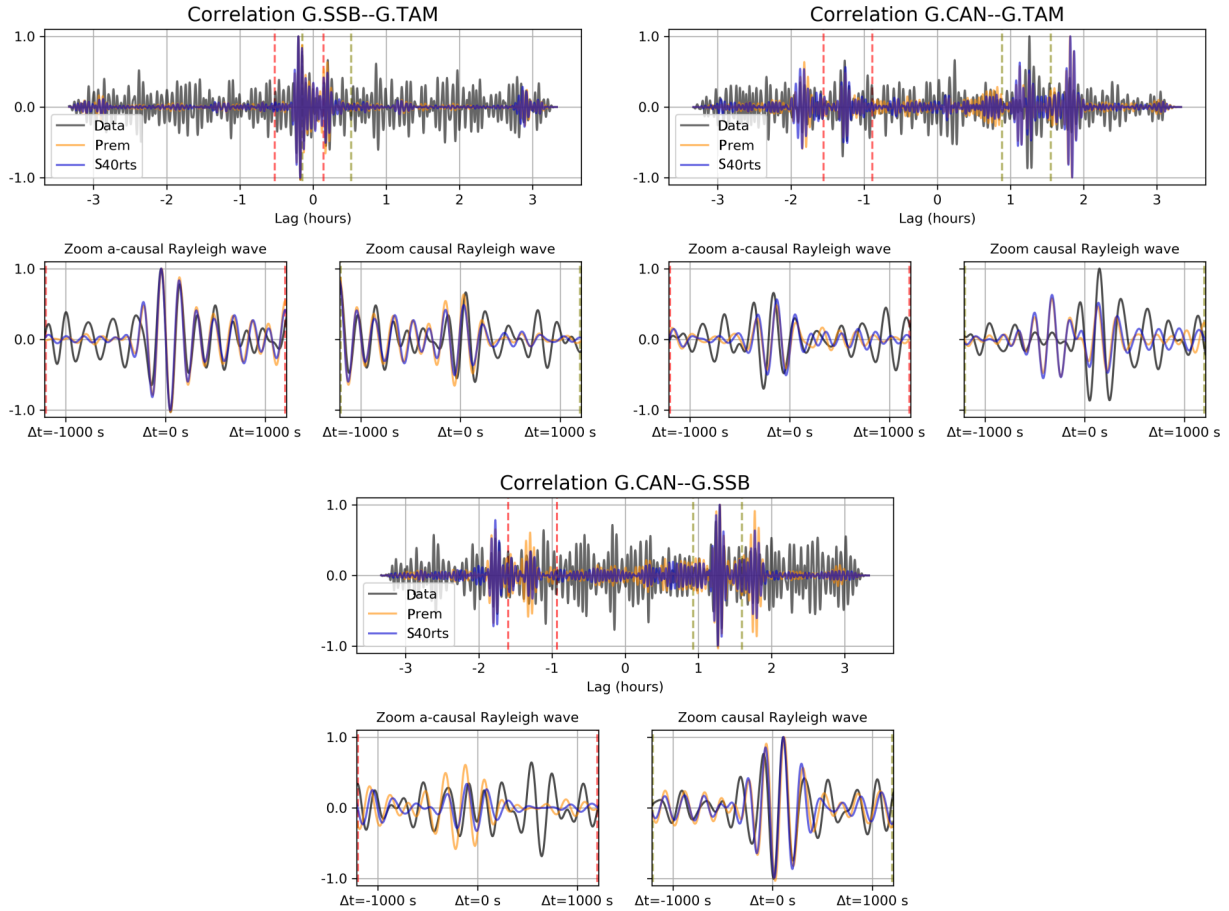 Correlation G.SSB--G.TAM
1.0
0.0
-1.0
Data
Prem
S40rts
-3 -2 -1 0 1 2 3
Lag (hours)
Zoom a-causal Rayleigh wave
1.0
0.0
-1.0
Δt=-1000 s Δt=0 s Δt=1000 s
Zoom causal Rayleigh wave
Δt=-1000 s Δt=0 s Δt=1000 s
Correlation G.CAN--G.TAM
1.0
0.0
-1.0
Data
Prem
S40rts
-3 -2 -1 0 1 2 3
Lag (hours)
Zoom a-causal Rayleigh wave
1.0
0.0
-1.0
Δt=-1000 s Δt=0 s Δt=1000 s
Zoom causal Rayleigh wave
Δt=-1000 s Δt=0 s Δt=1000 s
Correlation G.CAN--G.SSB
1.0
0.0
-1.0
Data
Prem
S40rts
-3 -2 -1 0 1 2 3
Lag (hours)
Zoom a-causal Rayleigh wave
1.0
0.0
-1.0
Δt=-1000 s Δt=0 s Δt=1000 s
Zoom causal Rayleigh wave
Δt=-1000 s Δt=0 s Δt=1000 s